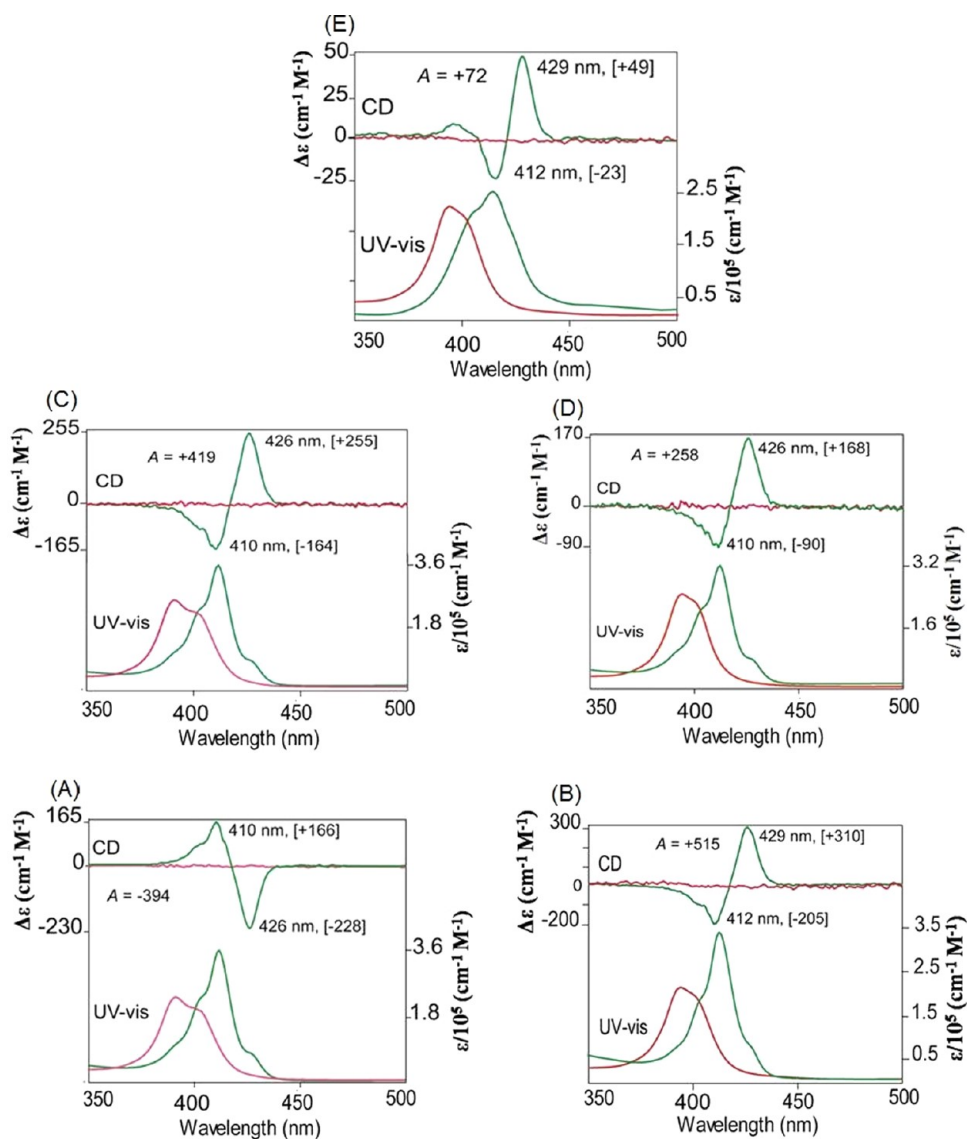 (E)
50
25
0
-25
Δε (cm⁻¹ M⁻¹)
CD
A = +72
429 nm, [+49]
412 nm, [-23]
UV-vis
2.5
1.5
0.5
ε/10⁵ (cm⁻¹ M⁻¹)
350 400 450 500
Wavelength (nm)
(C)
255
0
-165
Δε (cm⁻¹ M⁻¹)
A = +419
426 nm, [+255]
CD
410 nm, [-164]
3.6
1.8
ε/10⁵ (cm⁻¹ M⁻¹)
UV-vis
350 400 450 500
Wavelength (nm)
(D)
170
0
-90
Δε (cm⁻¹ M⁻¹)
A = +258
426 nm, [+168]
CD
410 nm, [-90]
3.2
1.6
ε/10⁵ (cm⁻¹ M⁻¹)
UV-vis
350 400 450 500
Wavelength (nm)
(A)
165
0
-230
Δε (cm⁻¹ M⁻¹)
410 nm, [+166]
CD
A = -394
426 nm, [-228]
3.6
1.8
ε/10⁵ (cm⁻¹ M⁻¹)
UV-vis
350 400 450 500
Wavelength (nm)
(B)
300
0
-200
Δε (cm⁻¹ M⁻¹)
A = +515
429 nm, [+310]
CD
412 nm, [-205]
3.5
2.5
1.5
0.5
ε/10⁵ (cm⁻¹ M⁻¹)
UV-vis
350 400 450 500
Wavelength (nm)